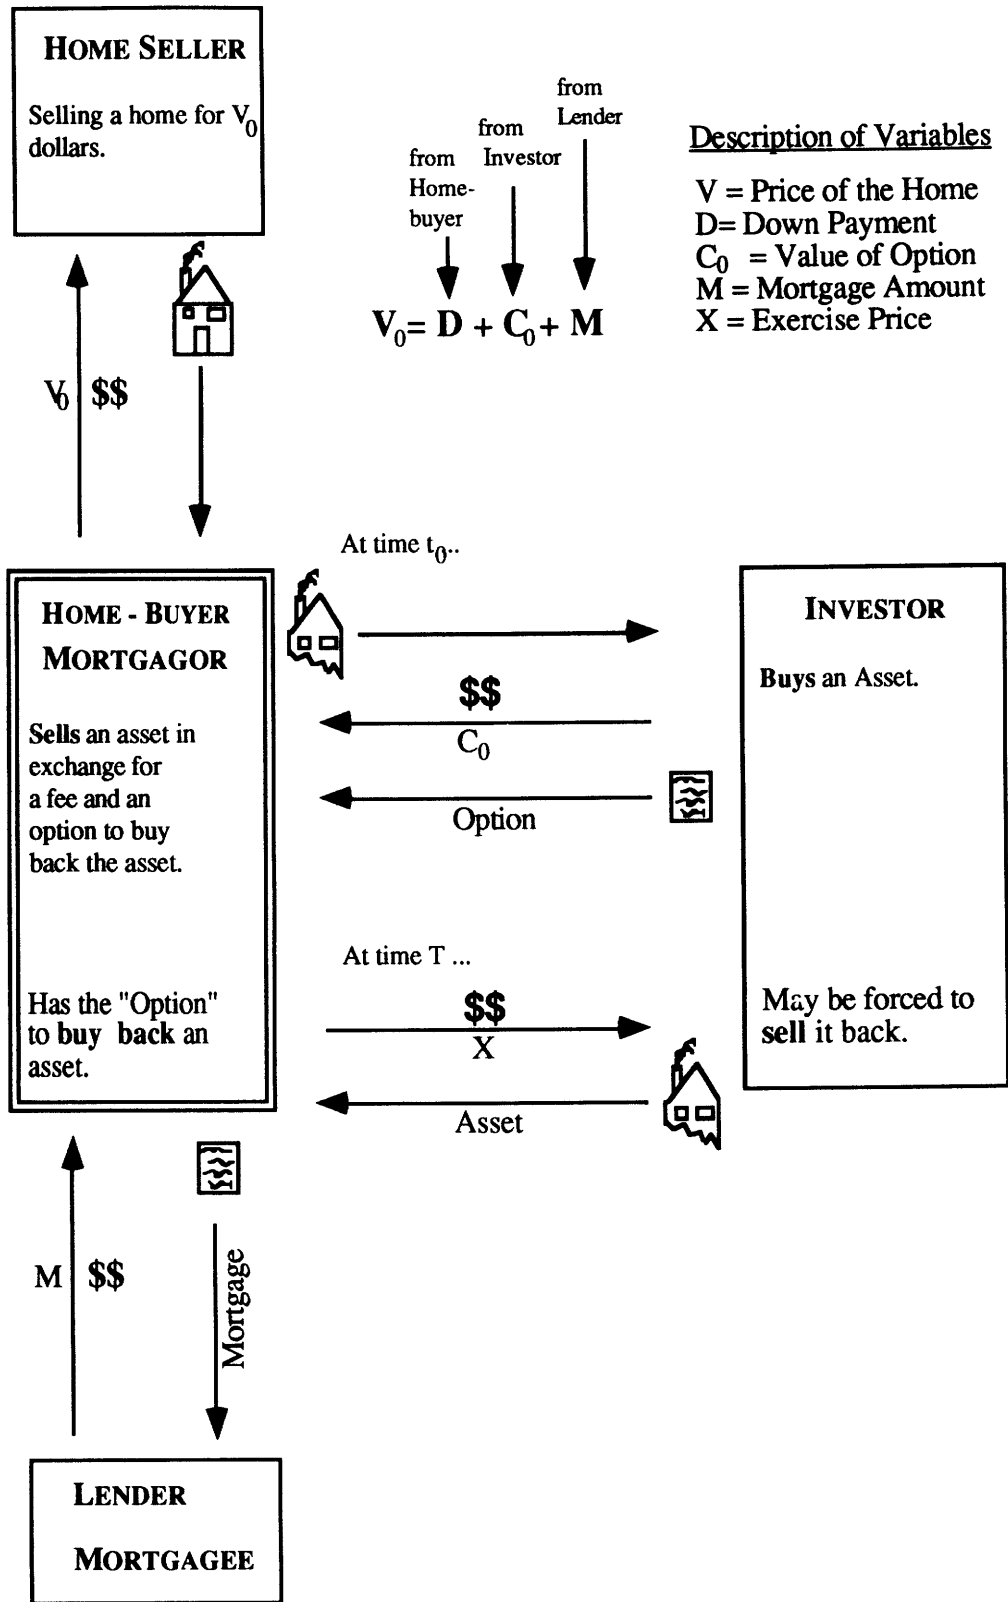 HOME SELLER
Selling a home for V0
dollars.
from
Lender
from
Investor
from
Home-
buyer
V0= D + C0 + M
Description of Variables
V = Price of the Home
D= Down Payment
C0 = Value of Option
M = Mortgage Amount
X = Exercise Price
V0 $$
At time t0..
HOME - BUYER
MORTGAGOR
Sells an asset in
exchange for
a fee and an
option to buy
back the asset.
Has the "Option"
to buy back an
asset.
$$
C0
Option
At time T ...
$$
X
Asset
INVESTOR
Buys an Asset.
May be forced to
sell it back.
M $$
Mortgage
LENDER
MORTGAGEE